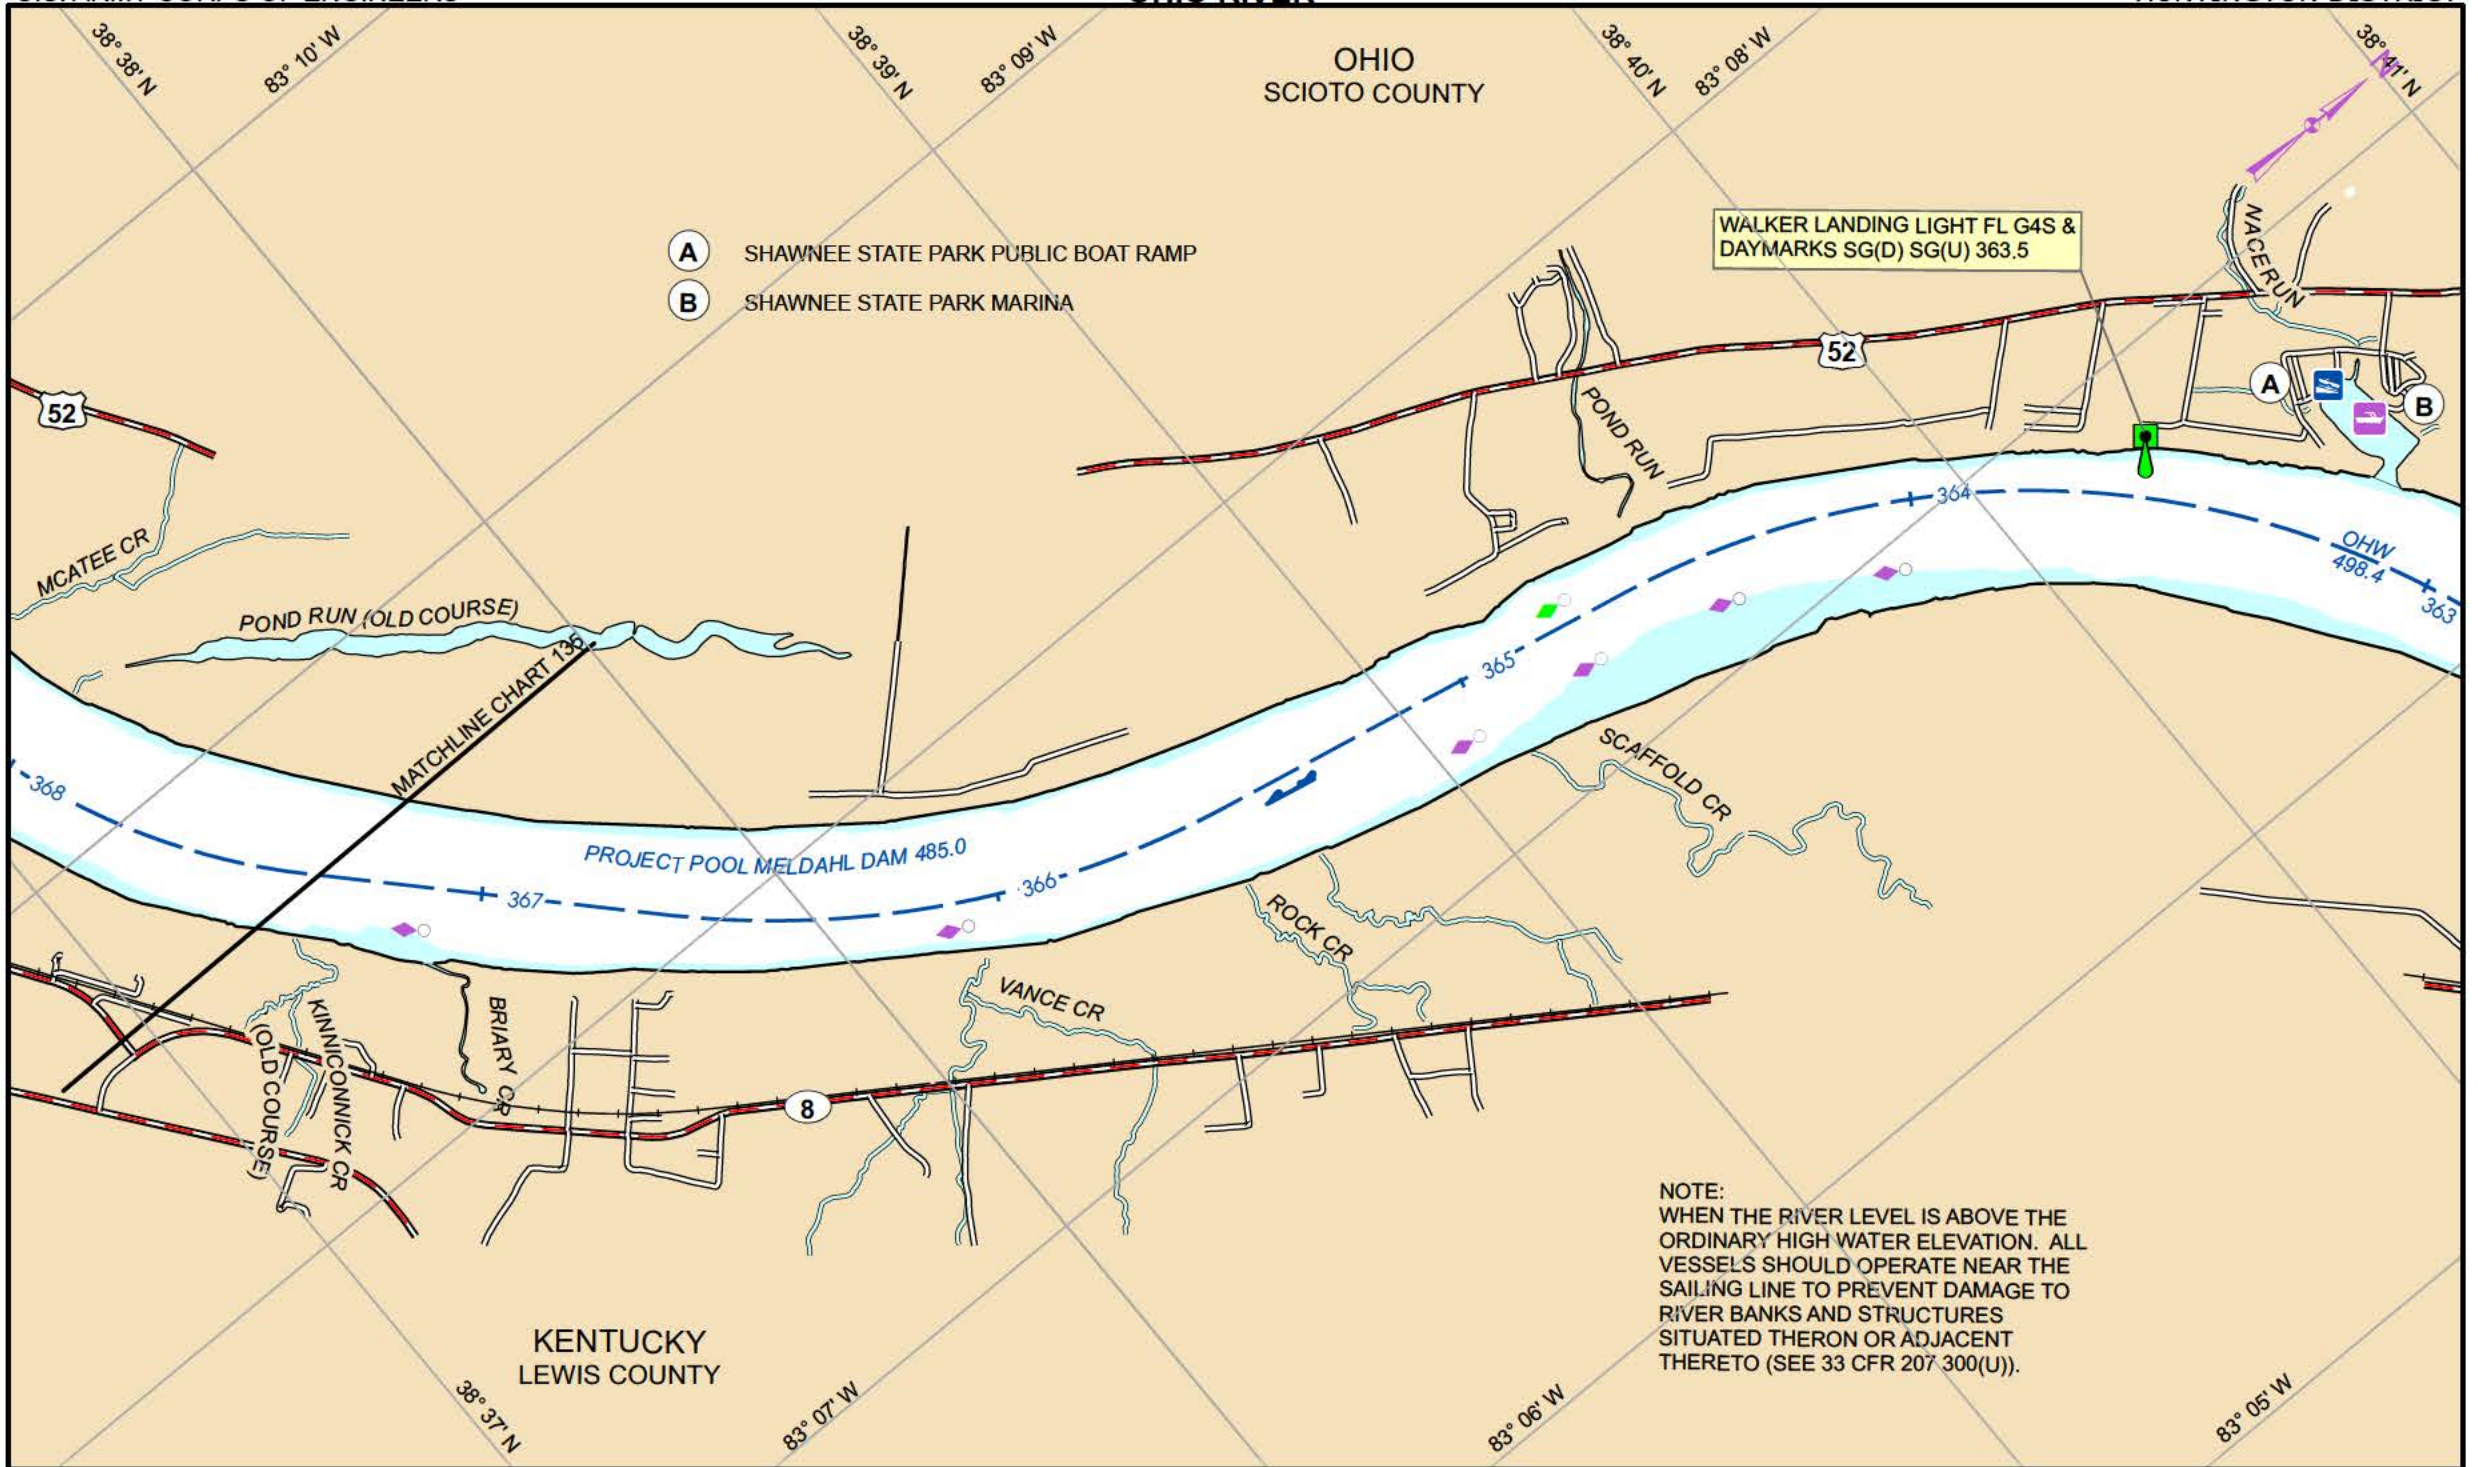 OHIO RIVER
38° 38' N
83° 10' W
38° 39' N
83° 09' W
OHIO
SCIOTO COUNTY
38° 40' N
83° 08' W
38° 41' N
N
A SHAWNEE STATE PARK PUBLIC BOAT RAMP
B SHAWNEE STATE PARK MARINA
WALKER LANDING LIGHT FL G4S &
DAYMARKS SG(D) SG(U) 363.5
NACERUN
52
52
A
B
POND RUN
MCATEE CR
POND RUN (OLD COURSE)
MATCHLINE CHART 135
364
OHW
498.4
363
365
368
PROJECT POOL MELDAHL DAM 485.0
367
366
SCAFFOLD CR
ROCK CR
VANCE CR
BRIARY CR
KINNICONNICK CR
(OLD COURSE)
8
NOTE:
WHEN THE RIVER LEVEL IS ABOVE THE
ORDINARY HIGH WATER ELEVATION. ALL
VESSELS SHOULD OPERATE NEAR THE
SAILING LINE TO PREVENT DAMAGE TO
RIVER BANKS AND STRUCTURES
SITUATED THERON OR ADJACENT
THERETO (SEE 33 CFR 207 300(U)).
KENTUCKY
LEWIS COUNTY
38° 37' N
83° 07' W
83° 06' W
83° 05' W